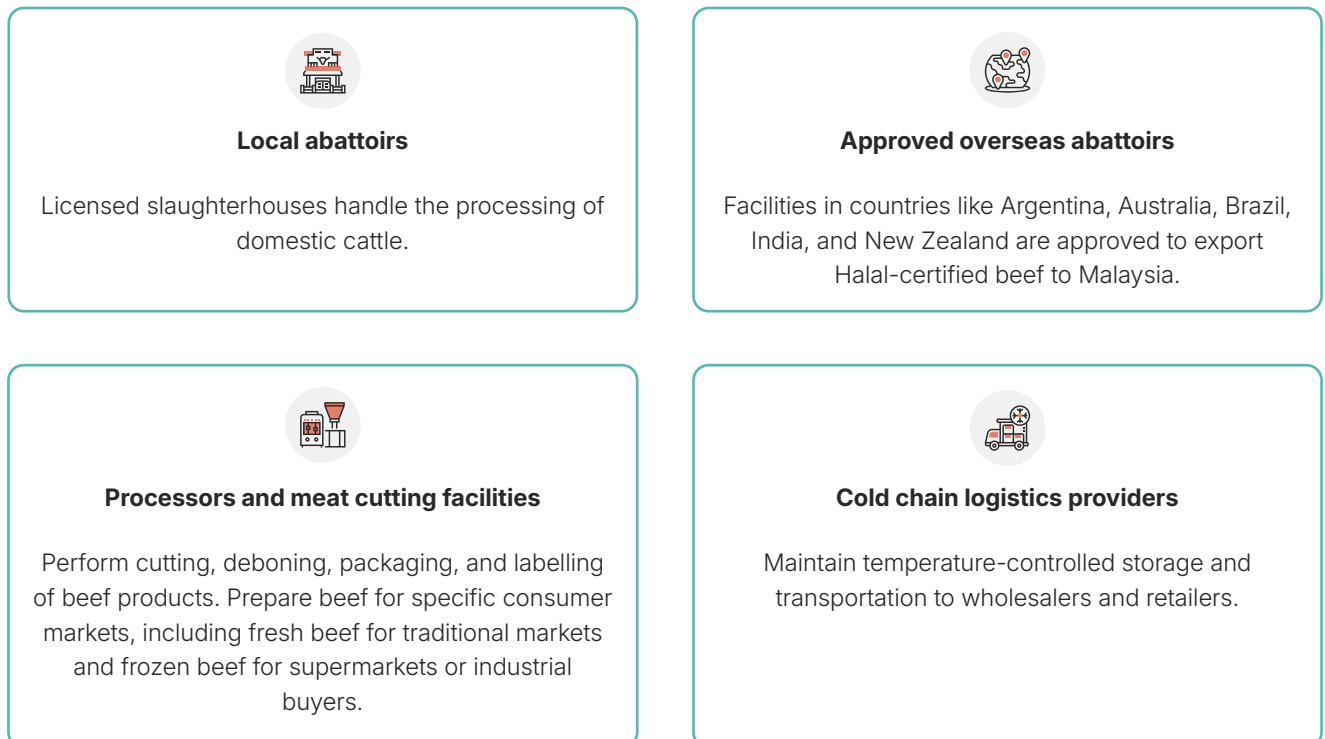 Local abattoirs
Licensed slaughterhouses handle the processing of
domestic cattle.
Approved overseas abattoirs
Facilities in countries like Argentina, Australia, Brazil,
India, and New Zealand are approved to export
Halal-certified beef to Malaysia.
Processors and meat cutting facilities
Perform cutting, deboning, packaging, and labelling
of beef products. Prepare beef for specific consumer
markets, including fresh beef for traditional markets
and frozen beef for supermarkets or industrial
buyers.
Cold chain logistics providers
Maintain temperature-controlled storage and
transportation to wholesalers and retailers.